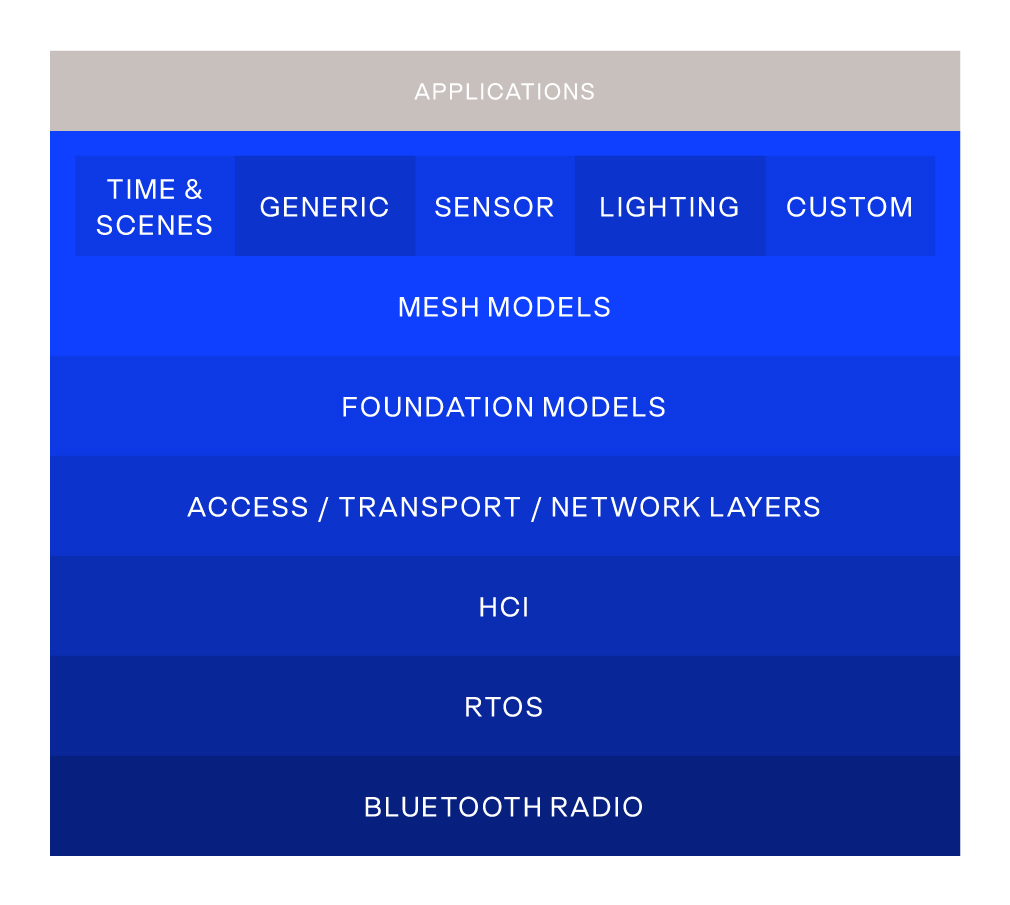 APPLICATIONS
TIME &
SCENES
GENERIC
SENSOR
LIGHTING
CUSTOM
MESH MODELS
FOUNDATION MODELS
ACCESS / TRANSPORT / NETWORK LAYERS
HCI
RTOS
BLUETOOTH RADIO